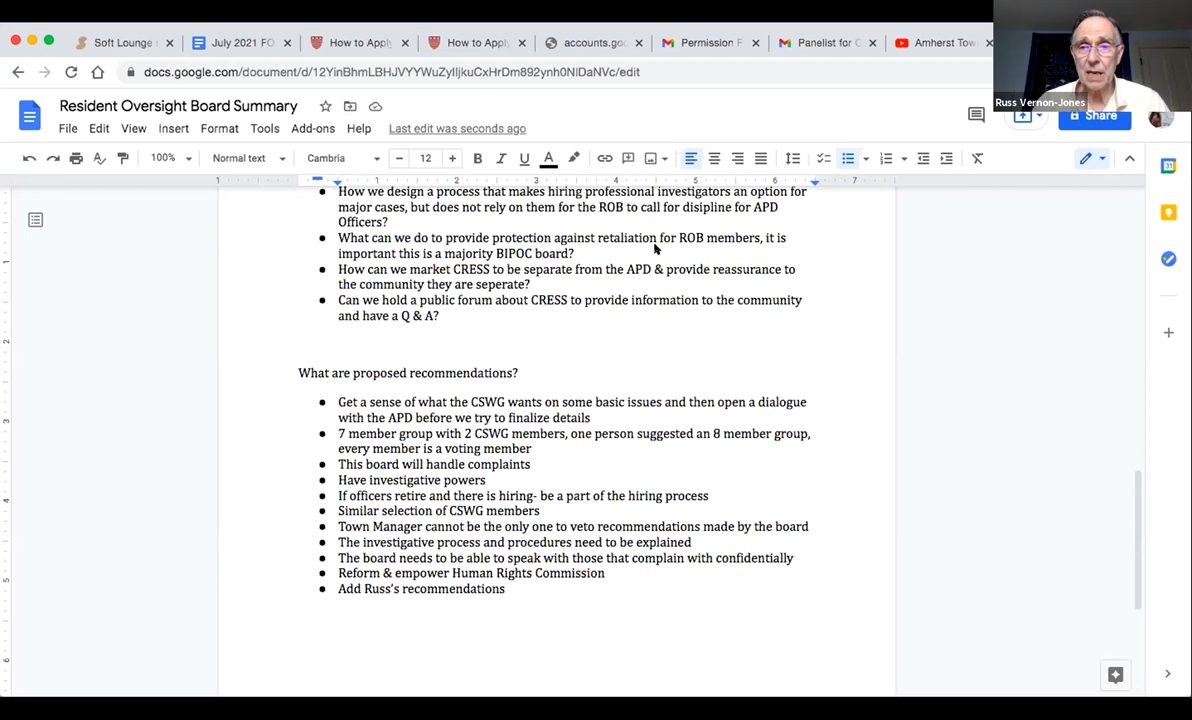 Soft Lounge
July 2021 FO
How to Apply
How to Apply
accounts.goo
Permission F
Panelist for C
Amherst Tow
docs.google.com/document/d/12YinBhmLBHJVYYWuZyIljkuCxHrDm892ynh0NlDaNVc/edit
Russ Vernon-Jones
Resident Oversight Board Summary
Share
File Edit View Insert Format Tools Add-ons Help Last edit was seconds ago
100% Normal text Cambria 12 B I U A
1 1 2 3 4 5 6 7
How we design a process that makes hiring professional investigators an option for
major cases, but does not rely on them for the ROB to call for disipline for APD
Officers?
What can we do to provide protection against retaliation for ROB members, it is
important this is a majority BIPOC board?
How can we market CRESS to be separate from the APD & provide reassurance to
the community they are seperate?
Can we hold a public forum about CRESS to provide information to the community
and have a Q & A?
What are proposed recommendations?
Get a sense of what the CSWG wants on some basic issues and then open a dialogue
with the APD before we try to finalize details
7 member group with 2 CSWG members, one person suggested an 8 member group,
every member is a voting member
This board will handle complaints
Have investigative powers
If officers retire and there is hiring- be a part of the hiring process
Similar selection of CSWG members
Town Manager cannot be the only one to veto recommendations made by the board
The investigative process and procedures need to be explained
The board needs to be able to speak with those that complain with confidentially
Reform & empower Human Rights Commission
Add Russ's recommendations